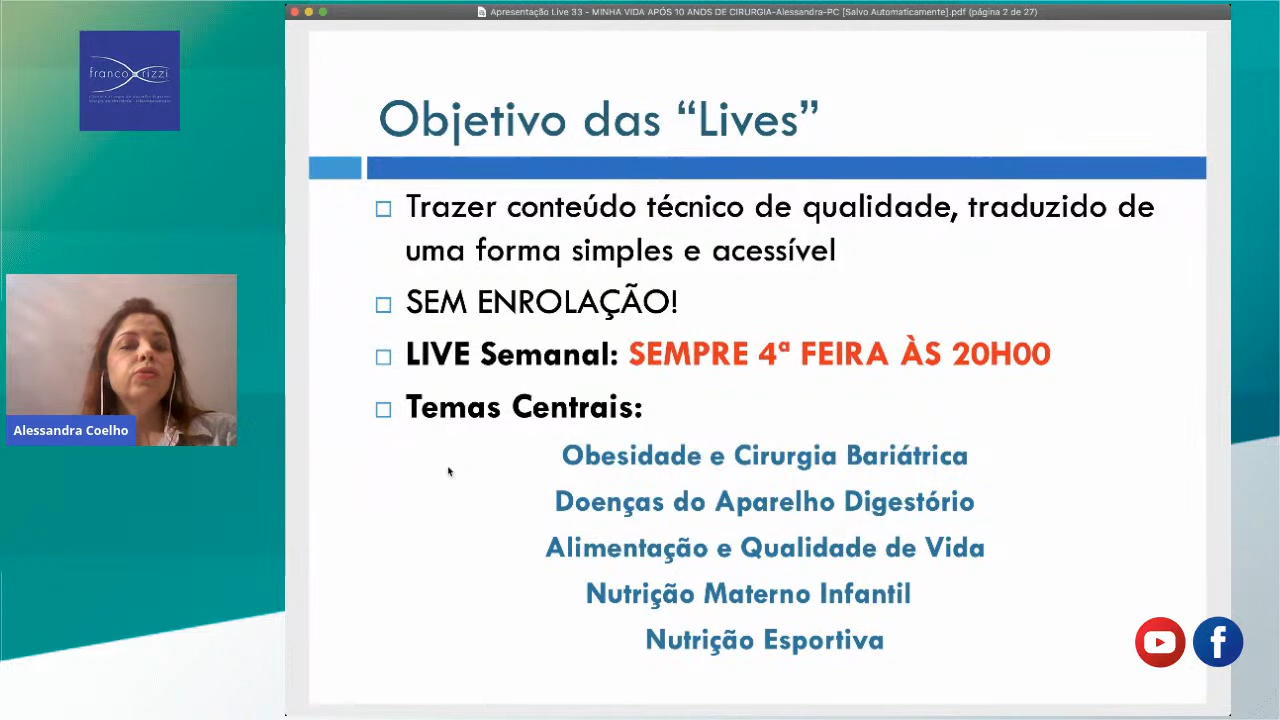 Apresentação Live 33 - MINHA VIDA APÓS 10 ANOS DE CIRURGIA-Alessandra-PC [Salvo Automaticamente].pdf (página 2 de 27)
franco rizzi
Objetivo das “Lives”
Trazer conteúdo técnico de qualidade, traduzido de
uma forma simples e acessível
SEM ENROLAÇÃO!
LIVE Semanal: SEMPRE 4ª FEIRA ÀS 20H00
Temas Centrais:
Obesidade e Cirurgia Bariátrica
Doenças do Aparelho Digestório
Alimentação e Qualidade de Vida
Nutrição Materno Infantil
Nutrição Esportiva
Alessandra Coelho